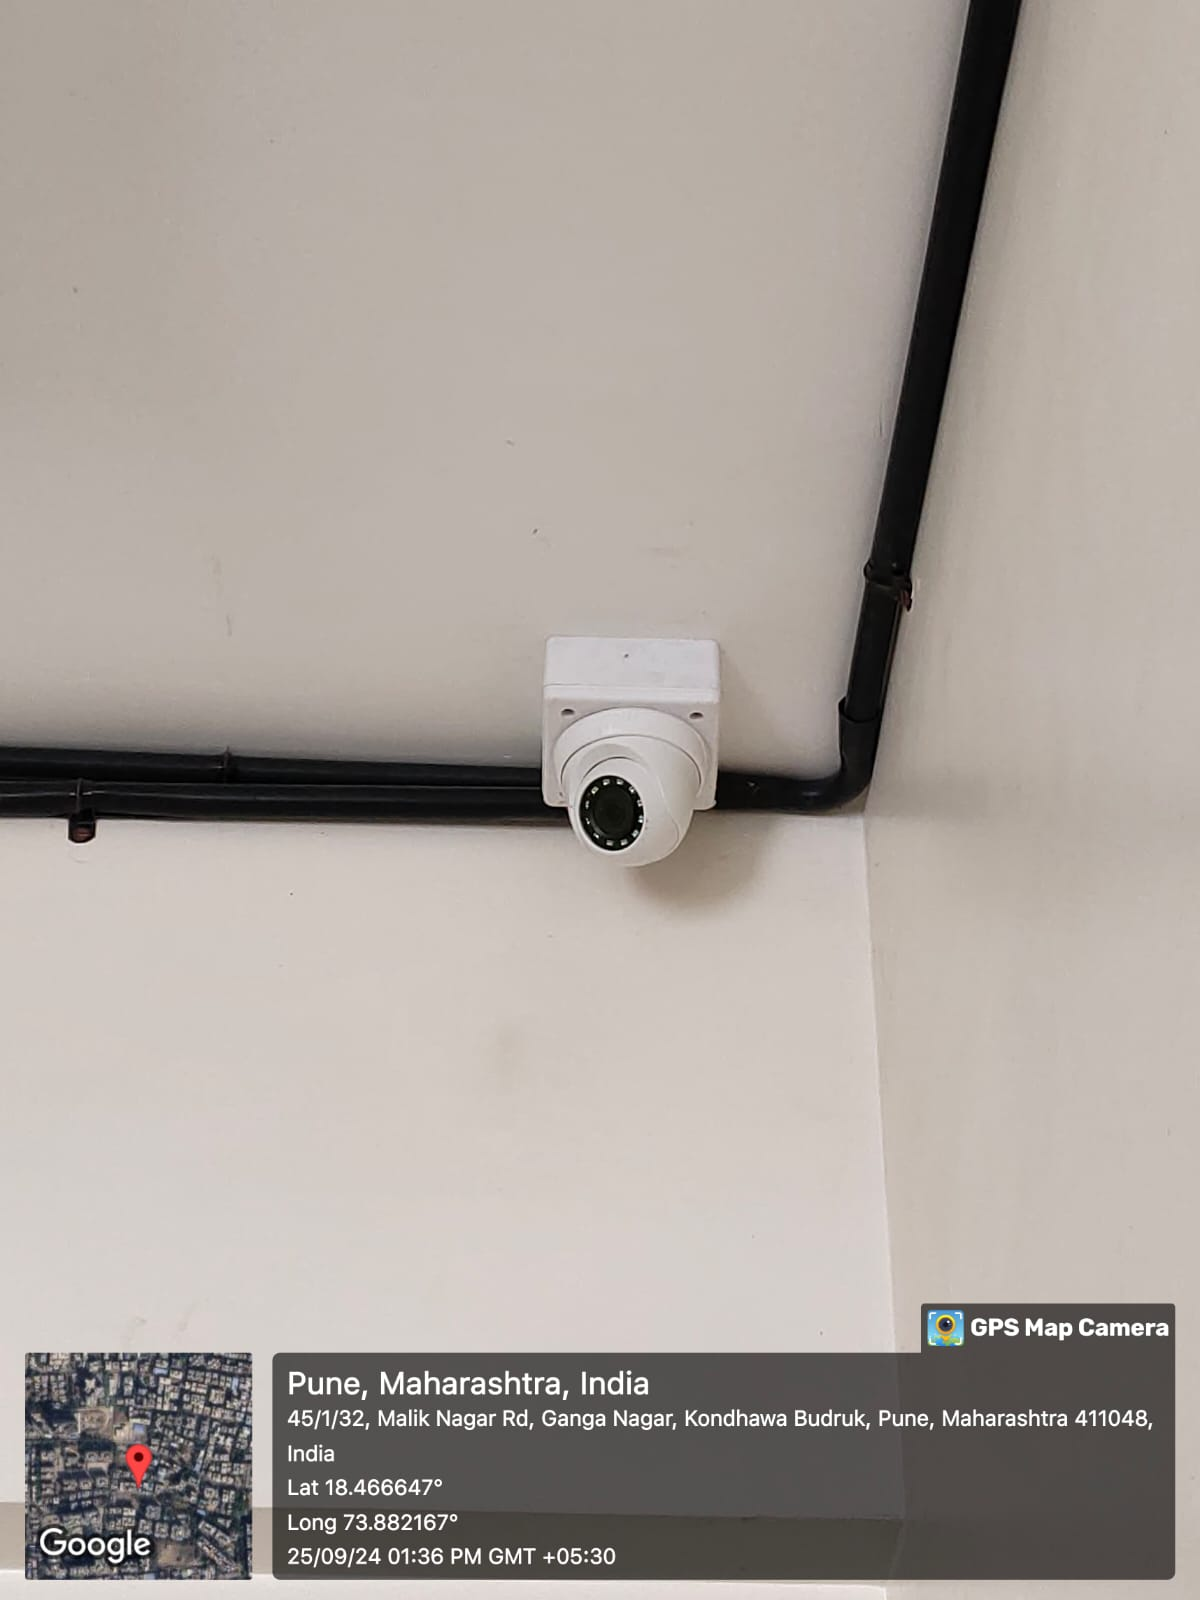 GPS Map Camera
Pune, Maharashtra, India
45/1/32, Malik Nagar Rd, Ganga Nagar, Kondhawa Budruk, Pune, Maharashtra 411048,
India
Lat 18.466647°
Long 73.882167°
25/09/24 01:36 PM GMT +05:30
Google